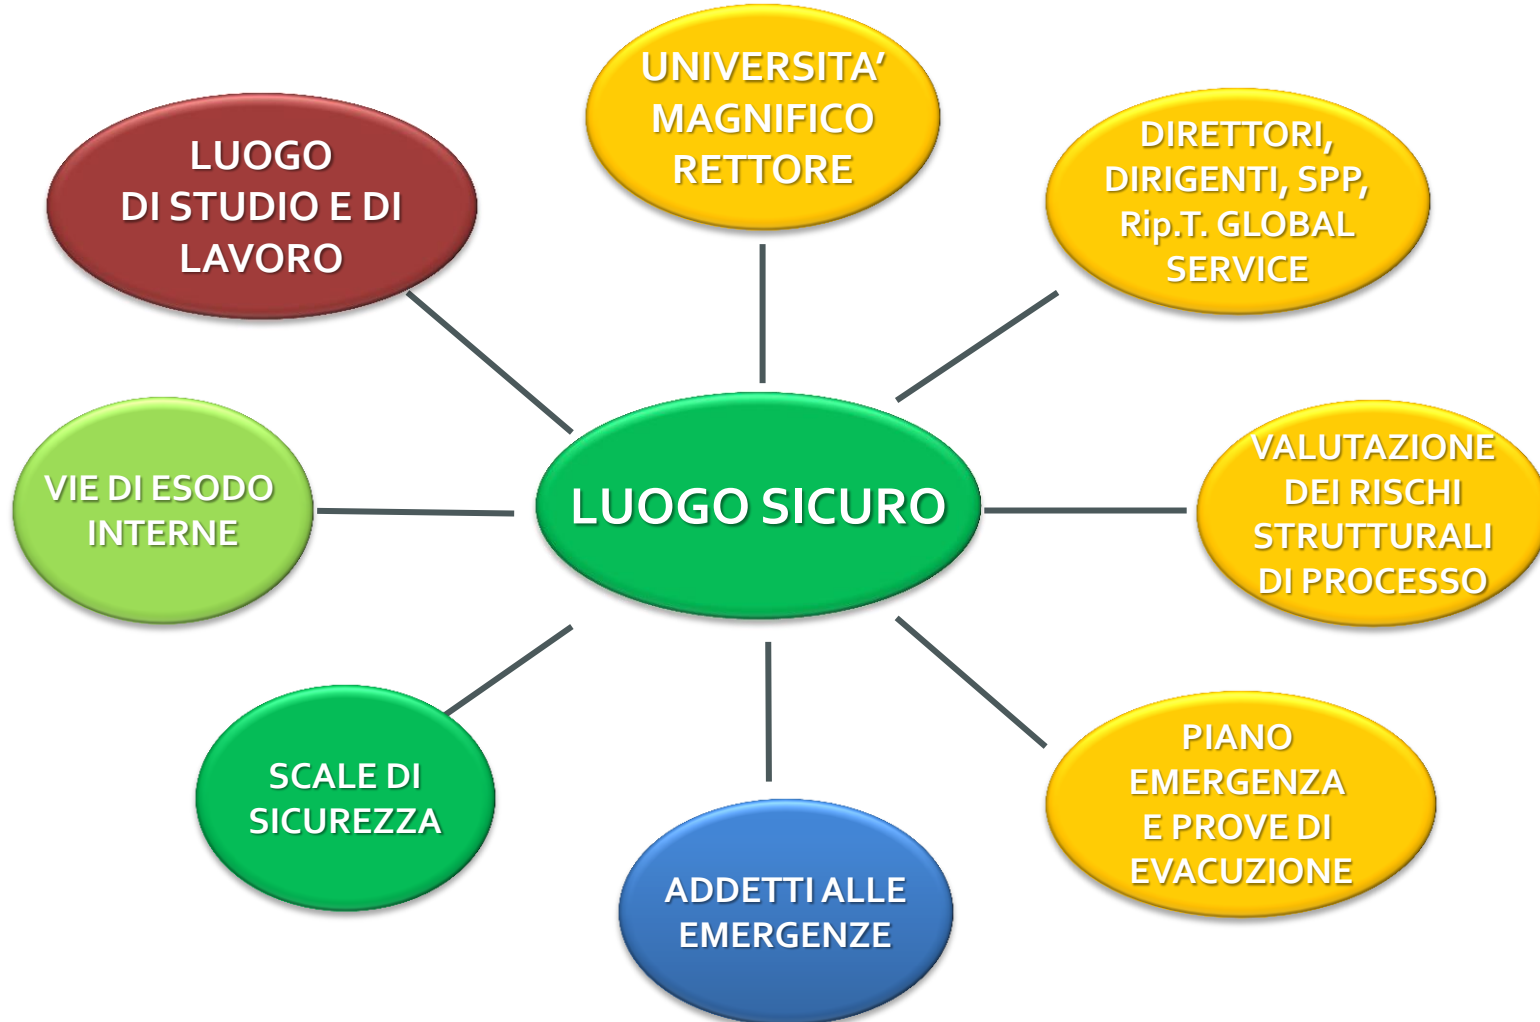 UNIVERSITA’
MAGNIFICO
RETTORE
DIRETTORI,
DIRIGENTI, SPP,
Rip.T. GLOBAL
SERVICE
LUOGO
DI STUDIO E DI
LAVORO
VIE DI ESODO
INTERNE
LUOGO SICURO
VALUTAZIONE
DEI RISCHI
STRUTTURALI
DI PROCESSO
SCALE DI
SICUREZZA
ADDETTI ALLE
EMERGENZE
PIANO
EMERGENZA
E PROVE DI
EVACUZIONE